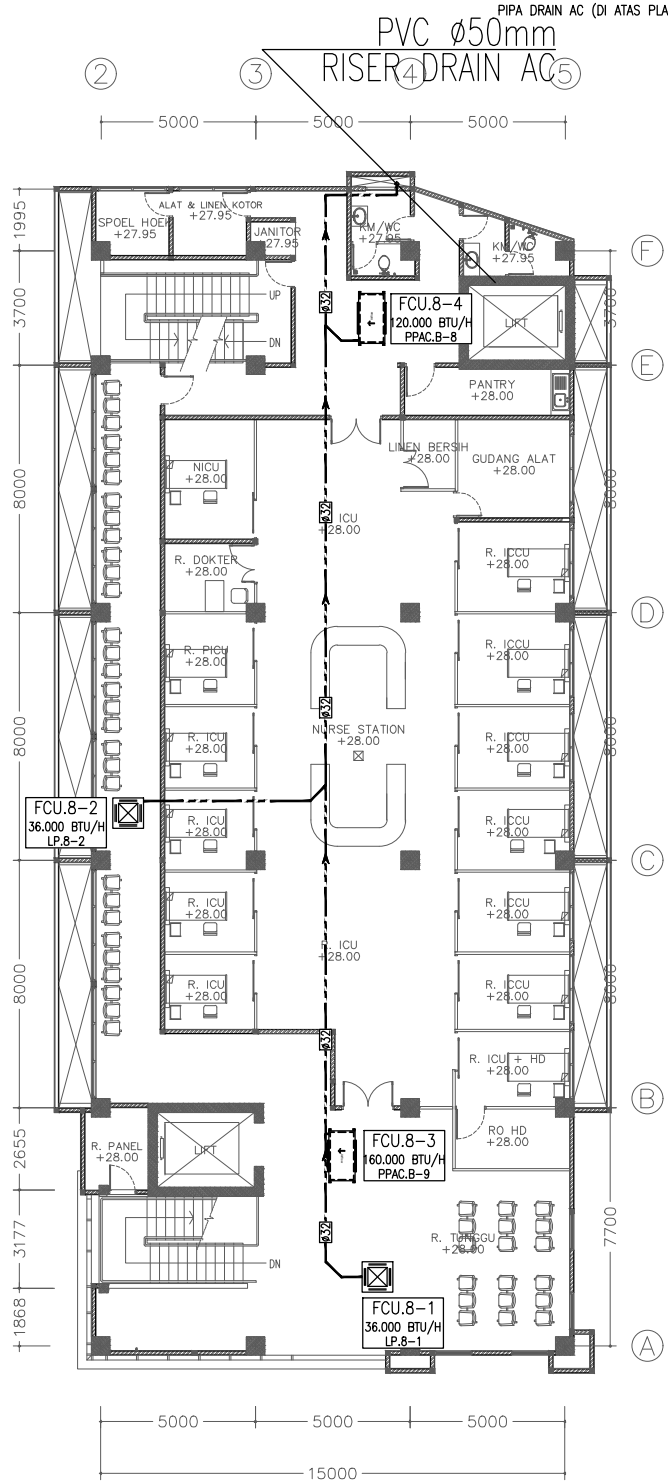 PIPA DRAIN AC (DI ATAS PLA
PVC ø50mm
RISER DRAIN AC
2
3
4
5
5000
5000
5000
1995
3700
8000
8000
8000
2655
3177
1868
SPOEL HOEK
+27.95
ALAT & LINEN KOTOR
+27.95
JANITOR
+27.95
KM/WC
+27.95
KM/WC
+27.95
F
UP
DN
ø32
FCU.8-4
120.000 BTU/H
PPAC.B-8
LIFT
3700
E
PANTRY
+28.00
NICU
+28.00
LINEN BERSIH
+28.00
GUDANG ALAT
+28.00
8000
ø32
R. ICU
+28.00
R. DOKTER
+28.00
R. ICCU
+28.00
D
R. PICU
+28.00
R. ICCU
+28.00
ø32
NURSE STATION
+28.00
R. ICU
+28.00
R. ICCU
+28.00
8000
FCU.8-2
36.000 BTU/H
LP.8-2
R. ICU
+28.00
R. ICCU
+28.00
C
R. ICU
+28.00
R. ICCU
+28.00
R. ICU
+28.00
R. ICU
+28.00
R. ICCU
+28.00
8000
ø32
R. ICU + HD
+28.00
B
R. PANEL
+28.00
LIFT
FCU.8-3
160.000 BTU/H
PPAC.B-9
RO HD
+28.00
ø32
R. TUNGGU
+28.00
7700
DN
FCU.8-1
36.000 BTU/H
LP.8-1
A
5000
5000
5000
15000